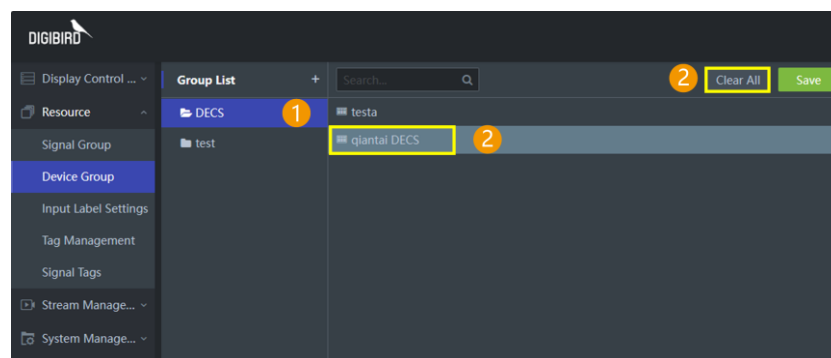 DIGIBIRD
Display Control ...
Group List +
Search...
2
Clear All
Save
Resource
DECS
1
testa
Signal Group
test
qiantai DECS
2
Device Group
Input Label Settings
Tag Management
Signal Tags
Stream Manage...
System Manage...